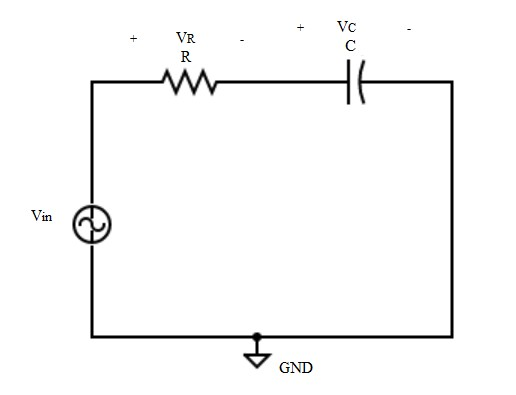 + VR - + VC -
R C
Vin
GND